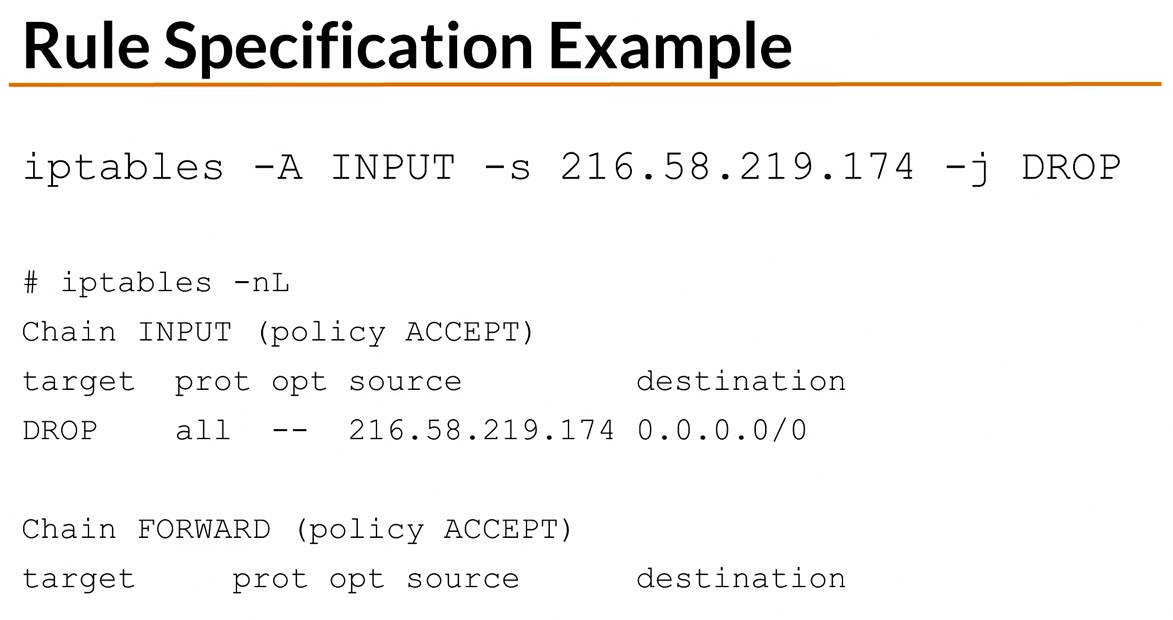 Rule Specification Example
iptables -A INPUT -s 216.58.219.174 -j DROP
# iptables -nL
Chain INPUT (policy ACCEPT)
target  prot opt source         destination
DROP    all  --  216.58.219.174 0.0.0.0/0
Chain FORWARD (policy ACCEPT)
target     prot opt source      destination